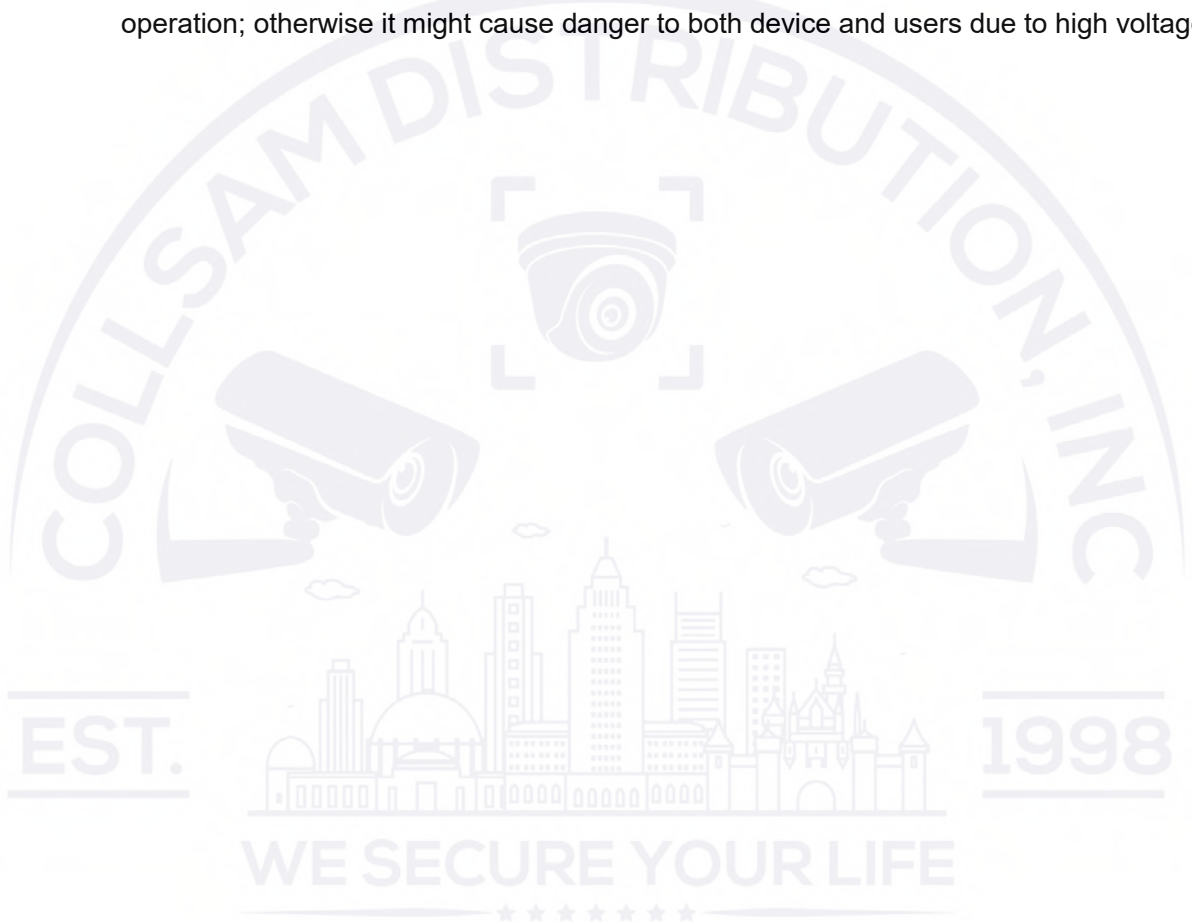 operation; otherwise it might cause danger to both device and users due to high voltage
COLLSAM DISTRIBUTION, INC
EST.
1998
WE SECURE YOUR LIFE